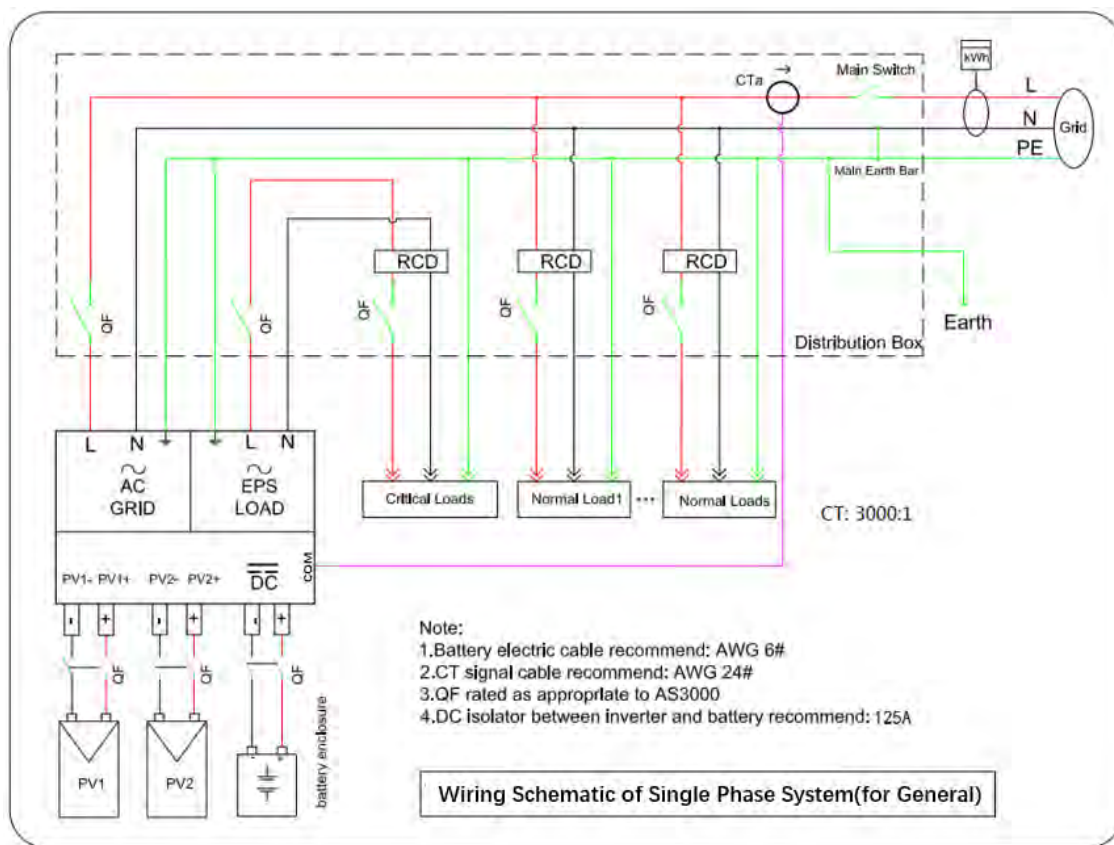 kWh
CTa
→
Main Switch
L
N
PE
Grid
Main Earth Bar
RCD
RCD
RCD
QF
QF
QF
QF
QF
Earth
Distribution Box
L N L N
AC
GRID
EPS
LOAD
Critical Loads
Normal Load1
...
Normal Loads
CT: 3000:1
PV1- PV1+ PV2- PV2+ DC
COM
- + - + - +
QF
QF
QF
PV1
PV2
- +
battery enclosure
Note:
1.Battery electric cable recommend: AWG 6#
2.CT signal cable recommend: AWG 24#
3.QF rated as appropriate to AS3000
4.DC isolator between inverter and battery recommend: 125A
Wiring Schematic of Single Phase System(for General)